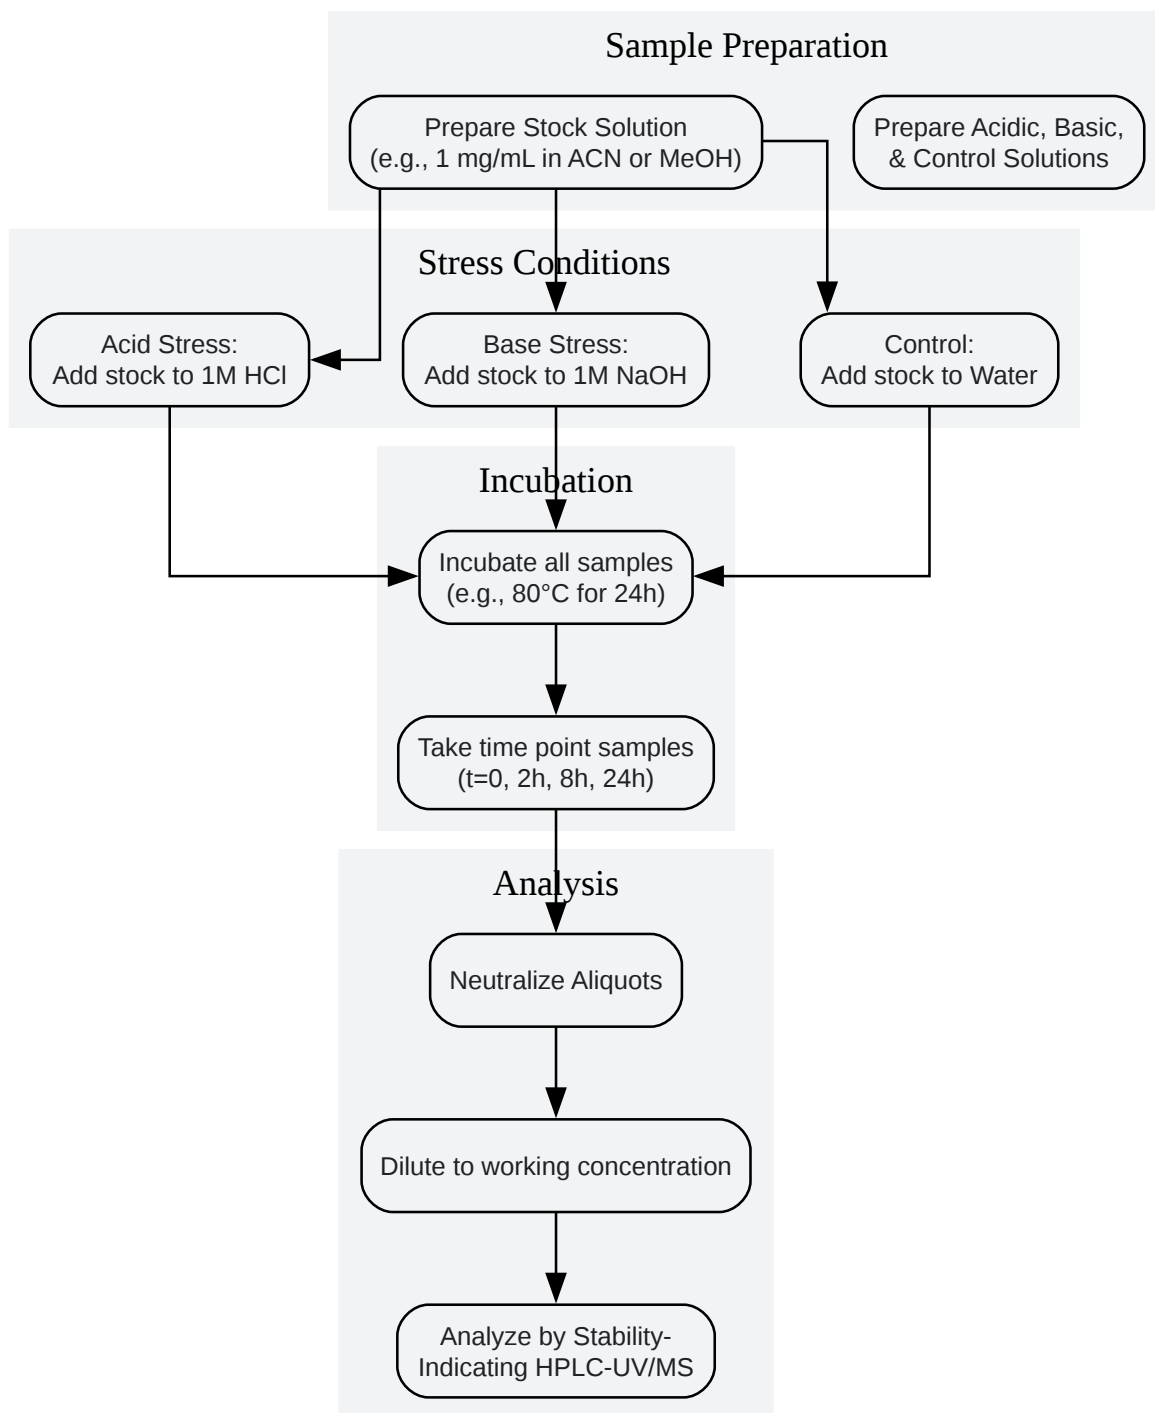 Sample Preparation
Prepare Stock Solution
(e.g., 1 mg/mL in ACN or MeOH)
Prepare Acidic, Basic,
& Control Solutions
Stress Conditions
Acid Stress:
Add stock to 1M HCl
Base Stress:
Add stock to 1M NaOH
Control:
Add stock to Water
Incubation
Incubate all samples
(e.g., 80°C for 24h)
Take time point samples
(t=0, 2h, 8h, 24h)
Analysis
Neutralize Aliquots
Dilute to working concentration
Analyze by Stability-
Indicating HPLC-UV/MS